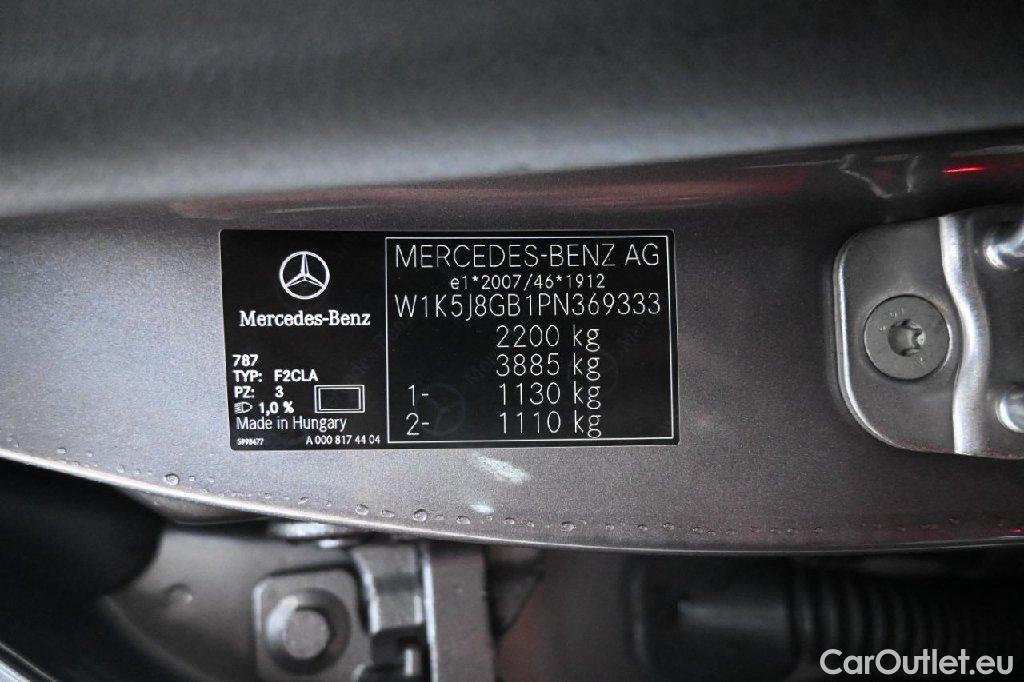 Mercedes-Benz
787
TYP: F2CLA
PZ: 3
1,0 %
Made in Hungary
A 000 817 44 04
MERCEDES-BENZ AG
e1*2007/46*1912
W1K5J8GB1PN369333
2200 kg
3885 kg
1- 1130 kg
2- 1110 kg
CarOutlet.eu